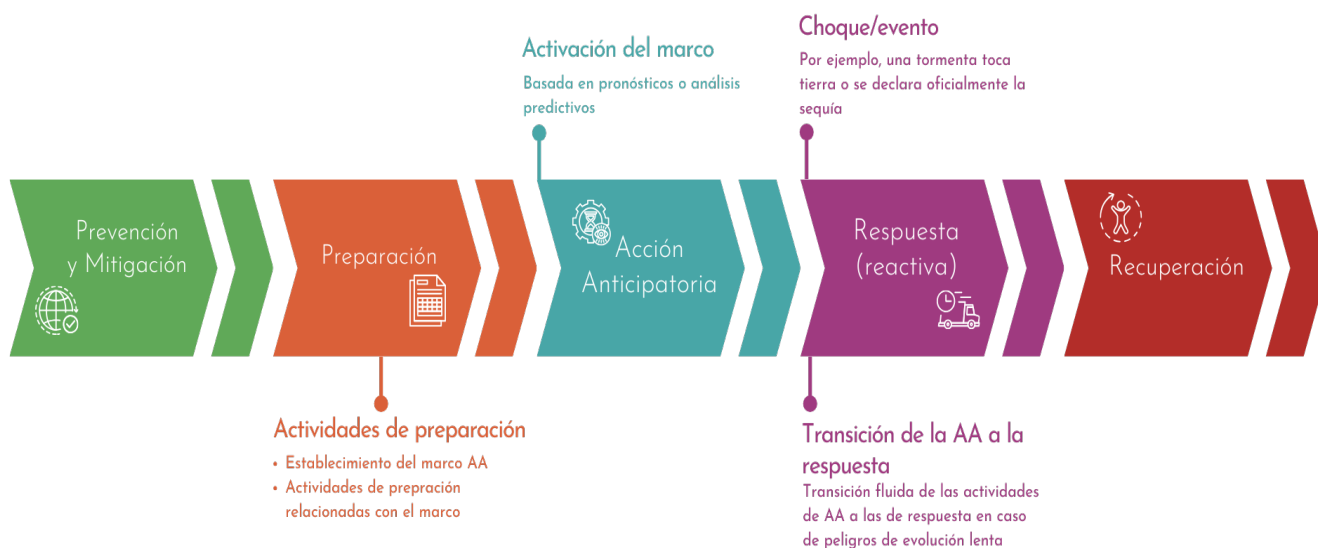 Choque/evento
Por ejemplo, una tormenta toca
tierra o se declara oficialmente la
sequía
Activación del marco
Basada en pronósticos o análisis
predictivos
Prevención
y Mitigación
Preparación
Acción
Anticipatoria
Respuesta
(reactiva)
Recuperación
Actividades de preparación
• Establecimiento del marco AA
• Actividades de prepración
relacionadas con el marco
Transición de la AA a la
respuesta
Transición fluida de las actividades
de AA a las de respuesta en caso
de peligros de evolución lenta